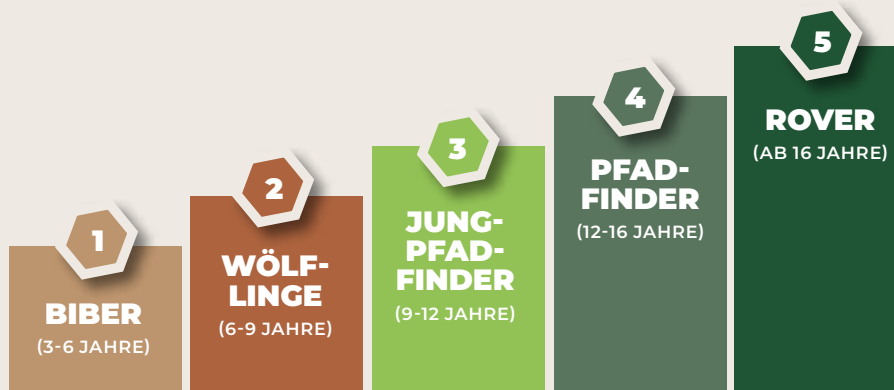 1
BIBER
(3-6 JAHRE)
2
WÖLF-
LINGE
(6-9 JAHRE)
3
JUNG-
PFAD-
FINDER
(9-12 JAHRE)
4
PFAD-
FINDER
(12-16 JAHRE)
5
ROVER
(AB 16 JAHRE)